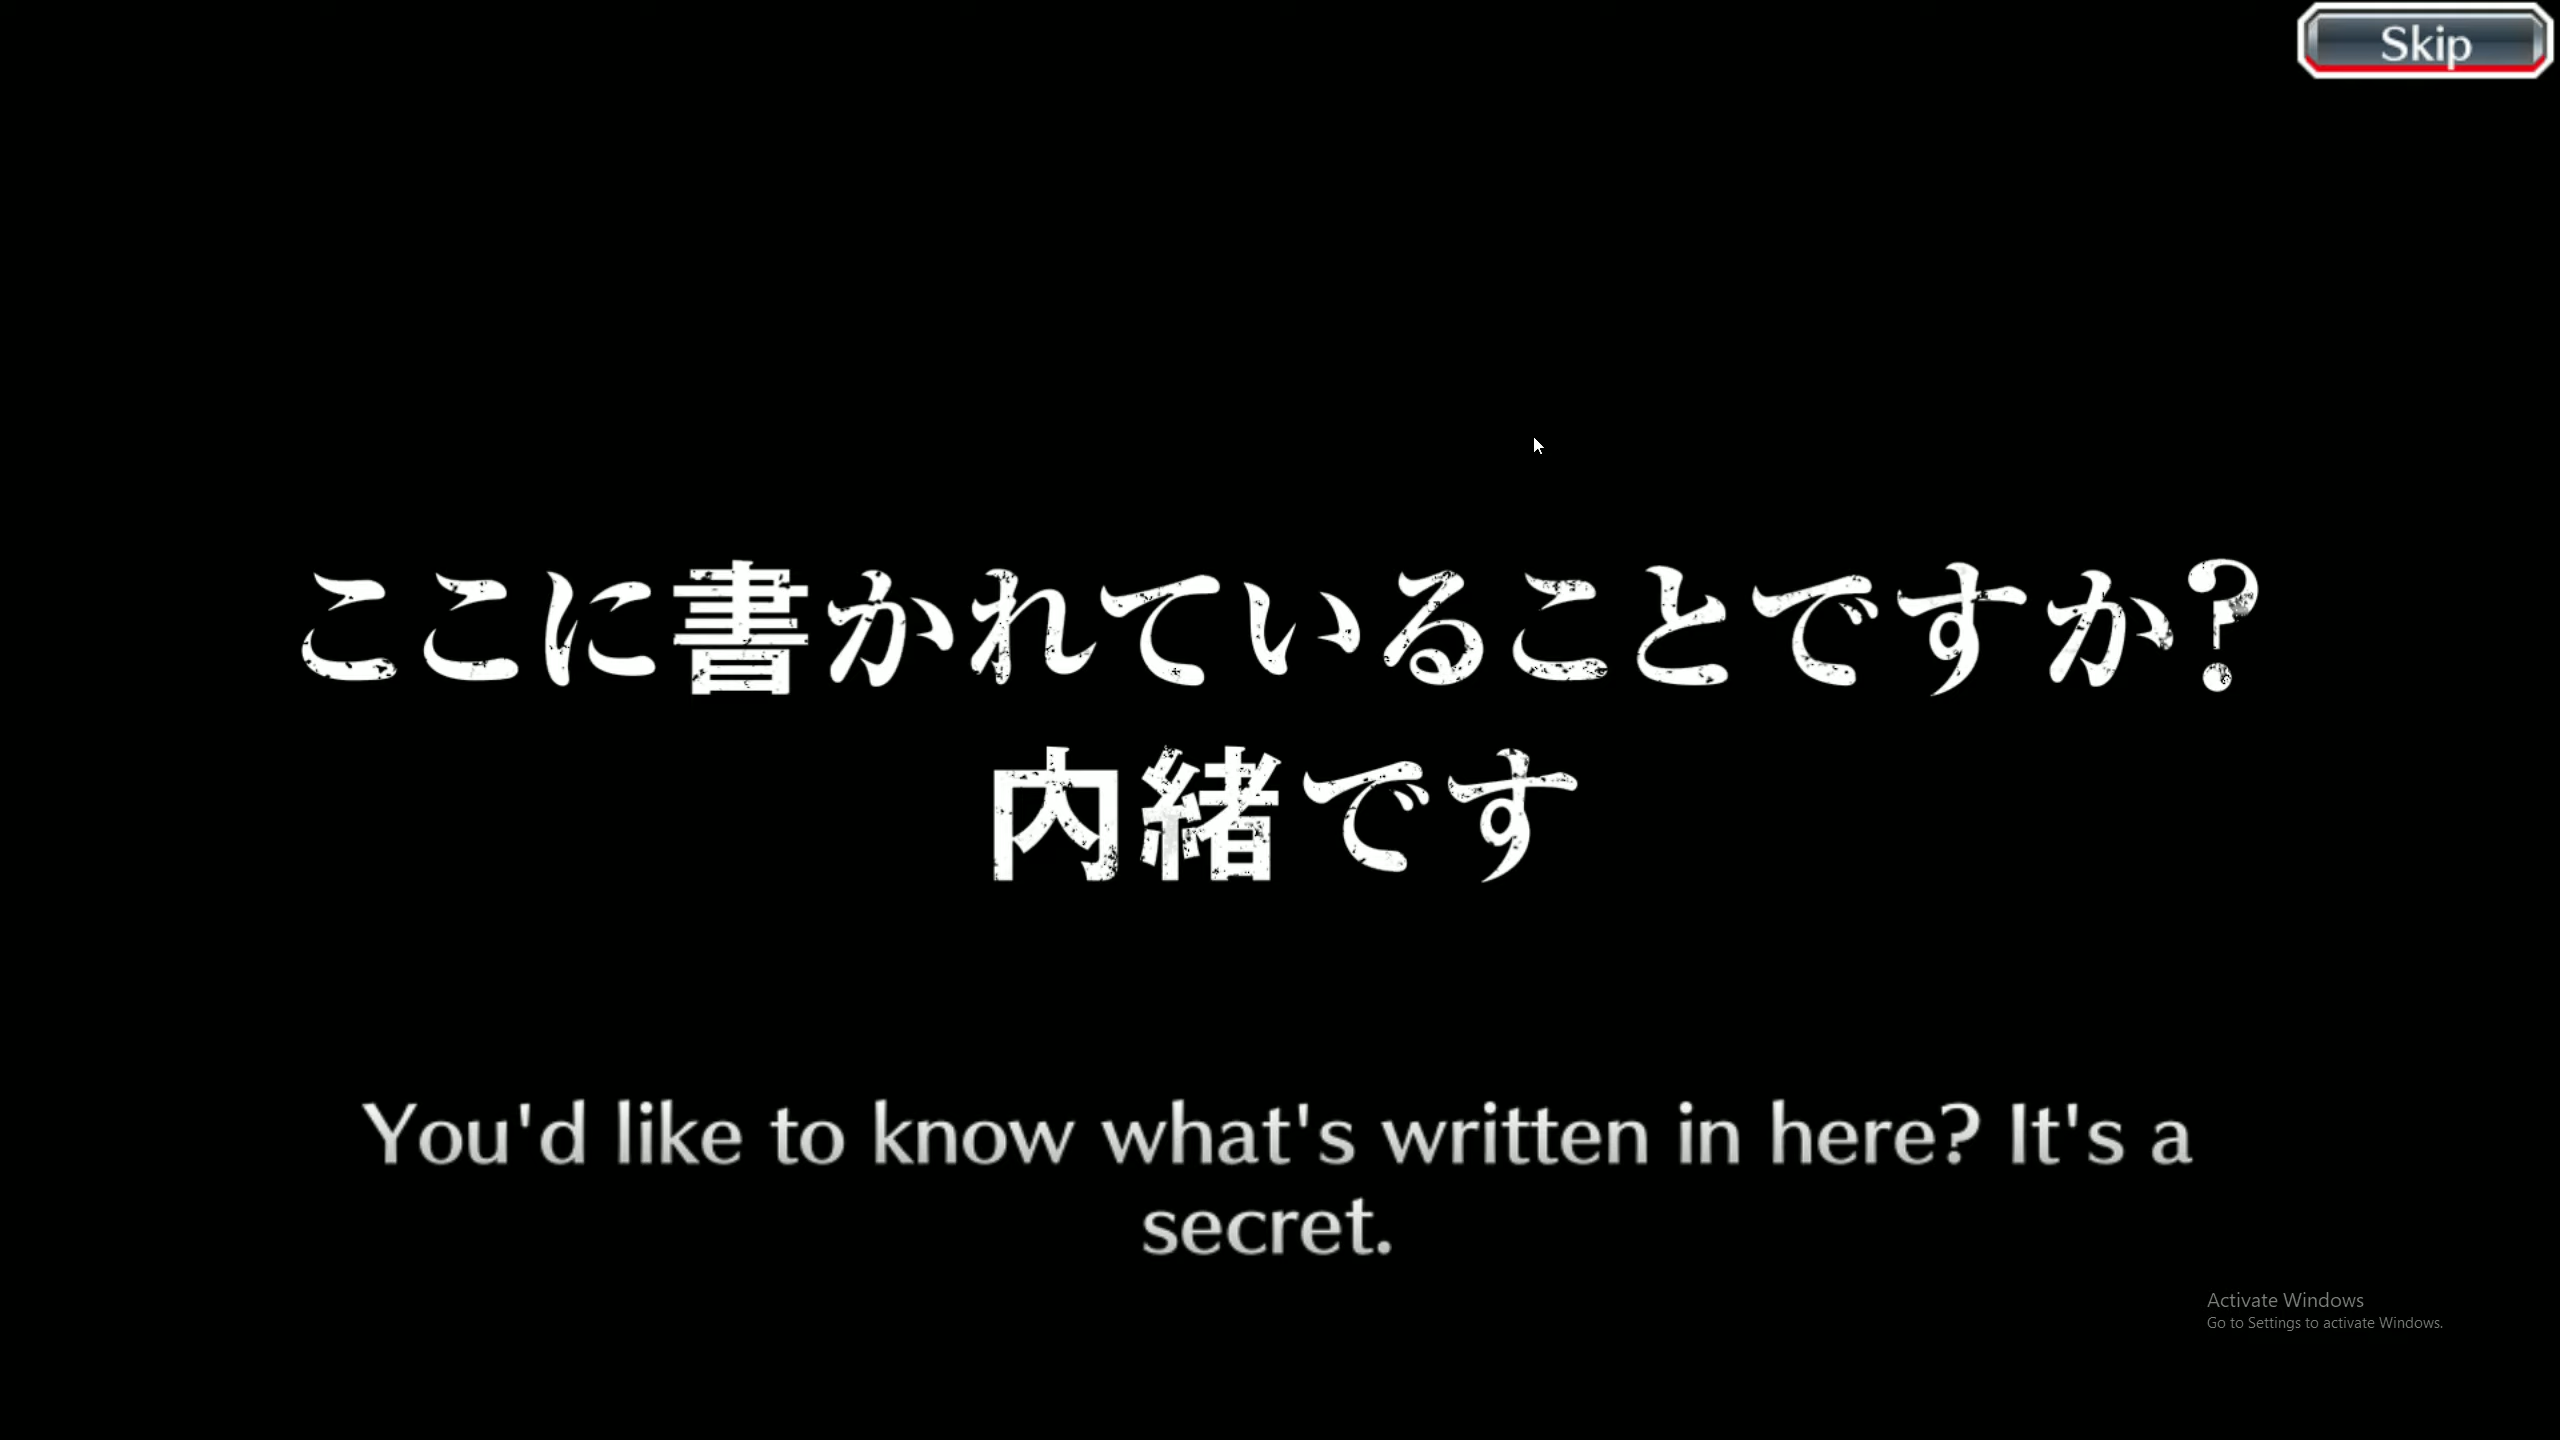 Skip
ここに書かれていることですか?
内緒です
You'd like to know what's written in here? It's a
secret.
Activate Windows
Go to Settings to activate Windows.